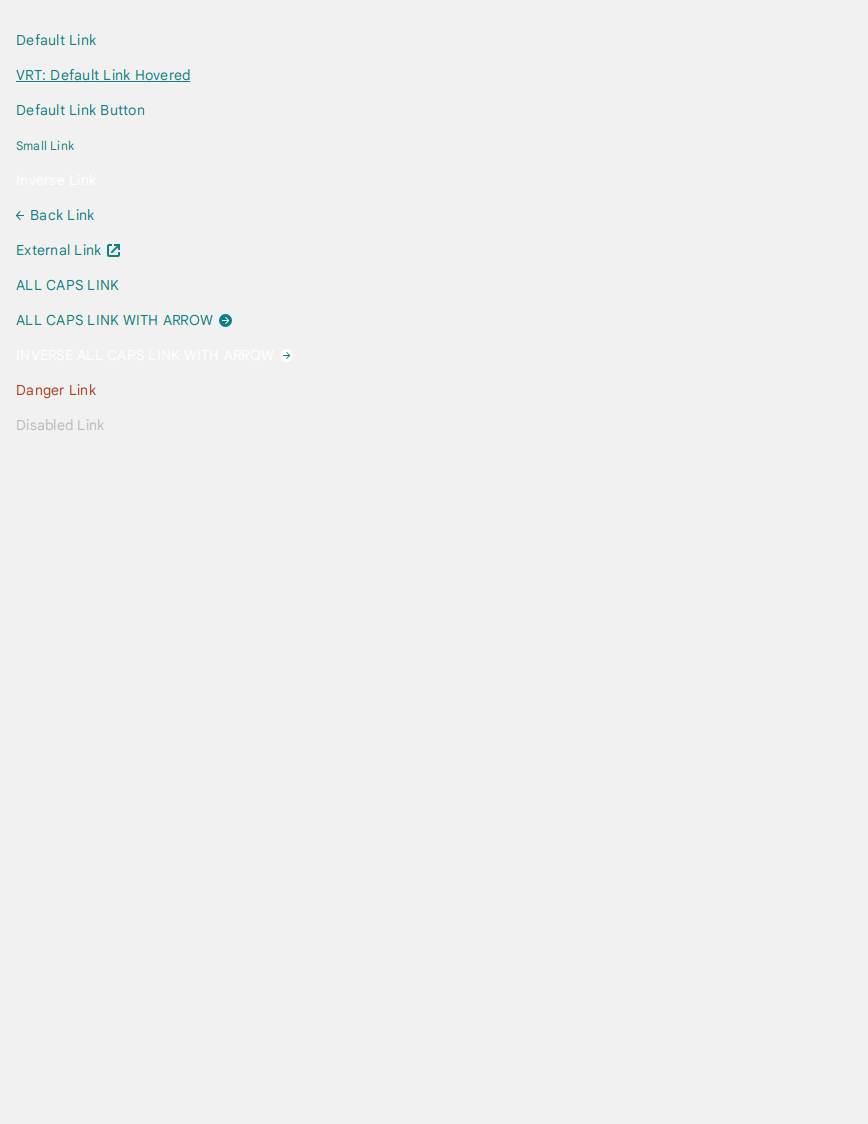 Default Link
VRT: Default Link Hovered
Default Link Button
Small Link
Inverse Link
Back Link
External Link
ALL CAPS LINK
ALL CAPS LINK WITH ARROW
INVERSE ALL CAPS LINK WITH ARROW
Danger Link
Disabled Link